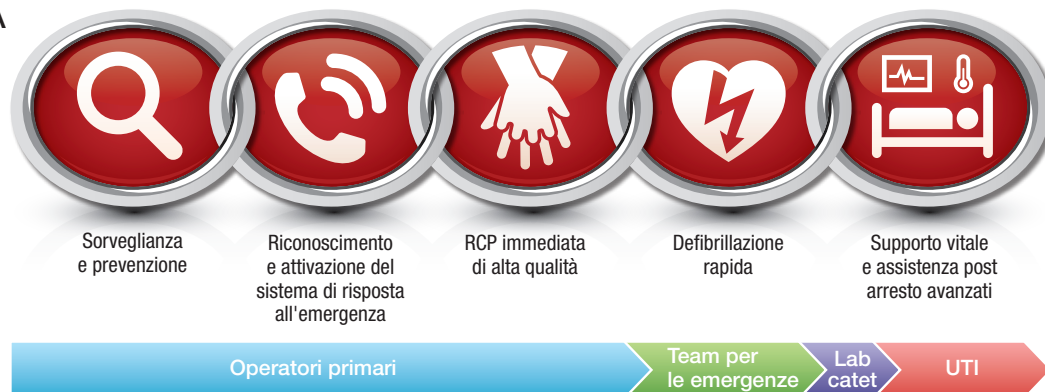 A
Sorveglianza
e prevenzione
Riconoscimento
e attivazione del
sistema di risposta
all'emergenza
RCP immediata
di alta qualità
Defibrillazione
rapida
Supporto vitale
e assistenza post
arresto avanzati
Operatori primari
Team per
le emergenze
Lab
catet
UTI